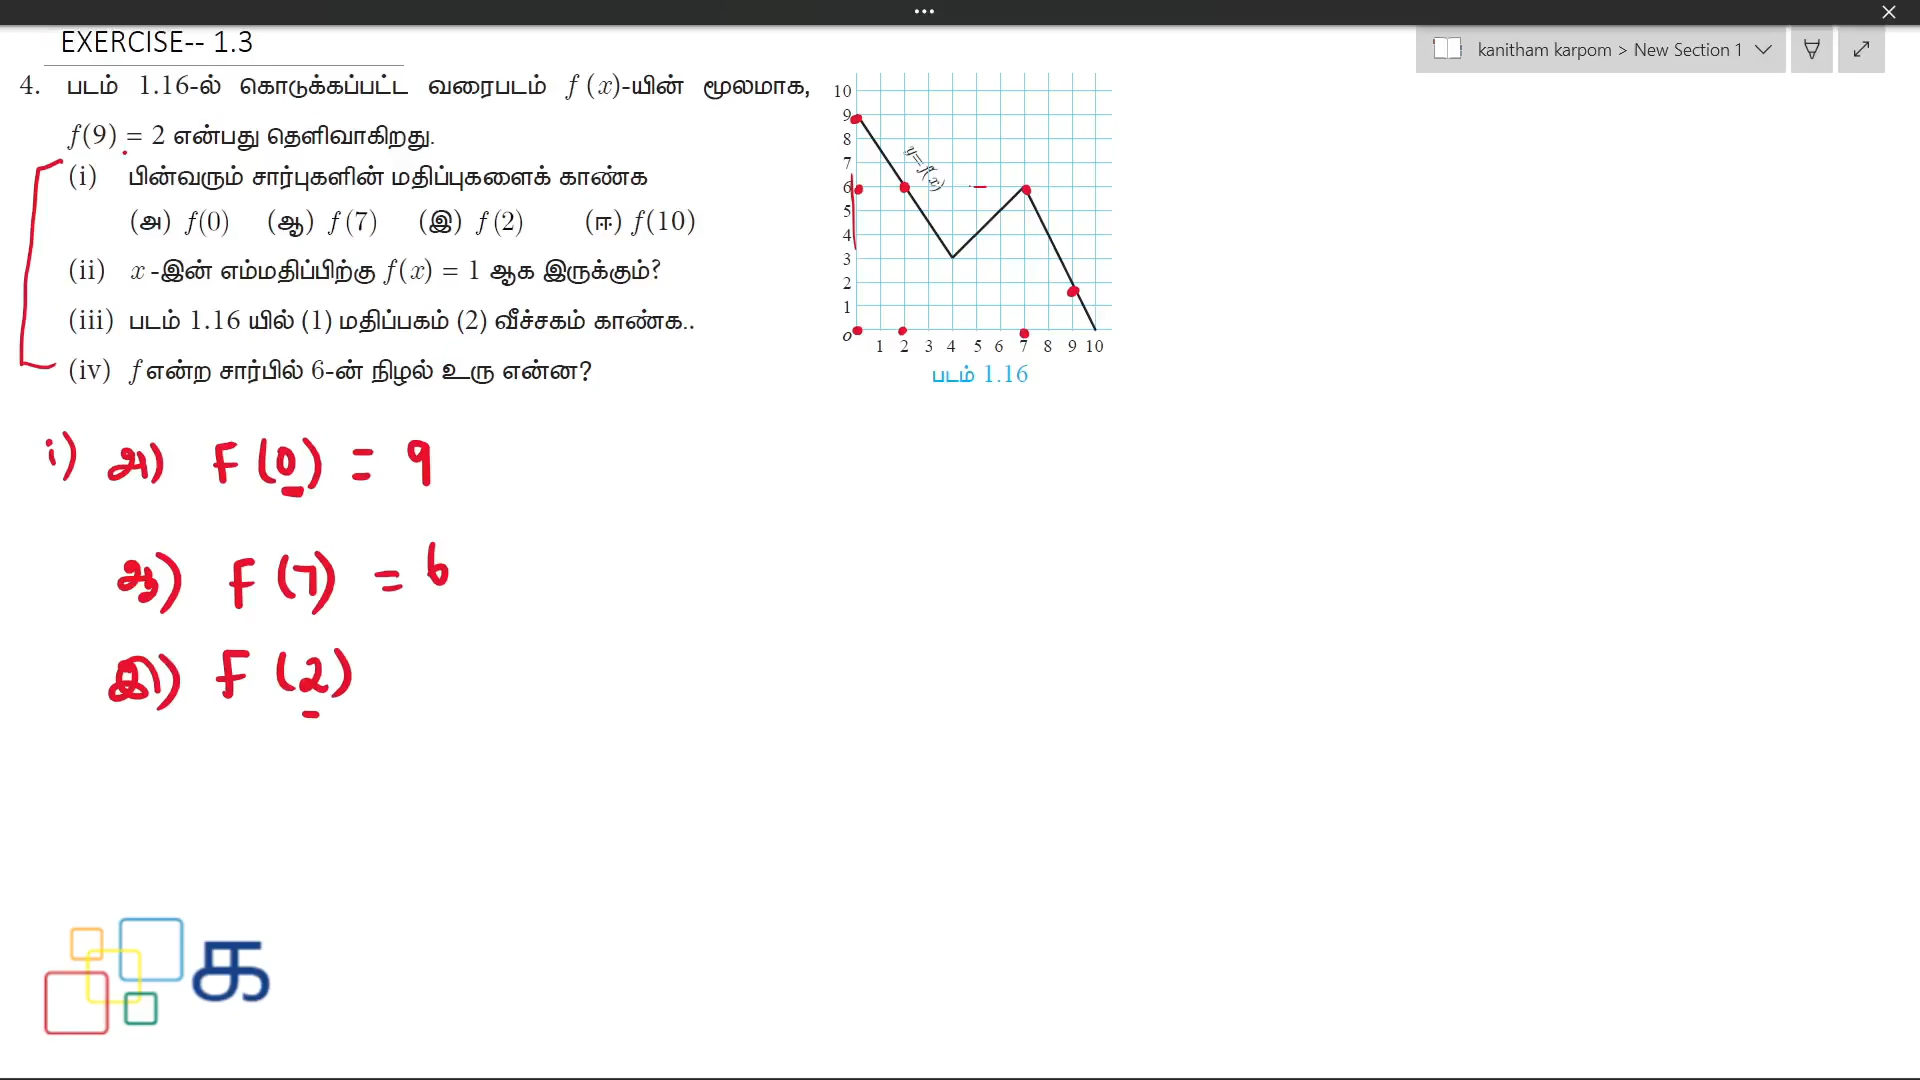 EXERCISE-- 1.3
kanitham karpom > New Section 1
4. படம் 1.16-ல் கொடுக்கப்பட்ட வரைபடம் f (x)-யின் மூலமாக,
f(9) = 2 என்பது தெளிவாகிறது.
(i) பின்வரும் சார்புகளின் மதிப்புகளைக் காண்க
(அ) f(0) (ஆ) f(7) (இ) f(2) (ஈ) f(10)
(ii) x -இன் எம்மதிப்பிற்கு f(x) = 1 ஆக இருக்கும்?
(iii) படம் 1.16 யில் (1) மதிப்பகம் (2) வீச்சகம் காண்க..
(iv) f என்ற சார்பில் 6-ன் நிழல் உரு என்ன?
10
9
8
7
6
5
4
3
2
1
o
y=f(x)
1 2 3 4 5 6 7 8 9 10
படம் 1.16
i) அ) F(0) = 9
ஆ) F(7) = 6
இ) F(2)
க